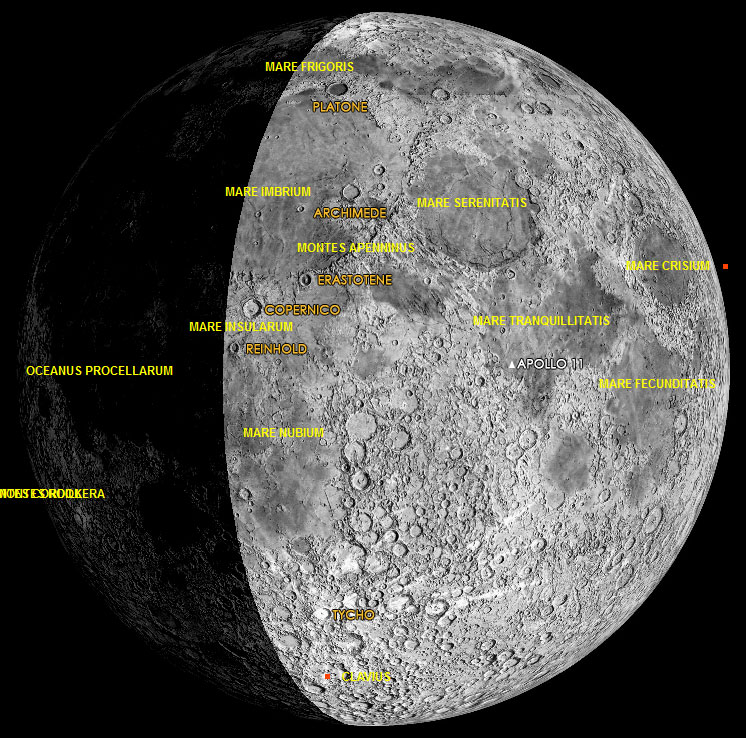 MARE FRIGORIS
PLATONE
MARE IMBRIUM
MARE SERENITATIS
ARCHIMEDE
MONTES APENNINUS
MARE CRISIUM
ERASTOTENE
COPERNICO
MARE TRANQUILLITATIS
MARE INSULARUM
REINHOLD
APOLLO 11
OCEANUS PROCELLARUM
MARE FECUNDITATIS
MARE NUBIUM
TYCHO
CLAVIUS